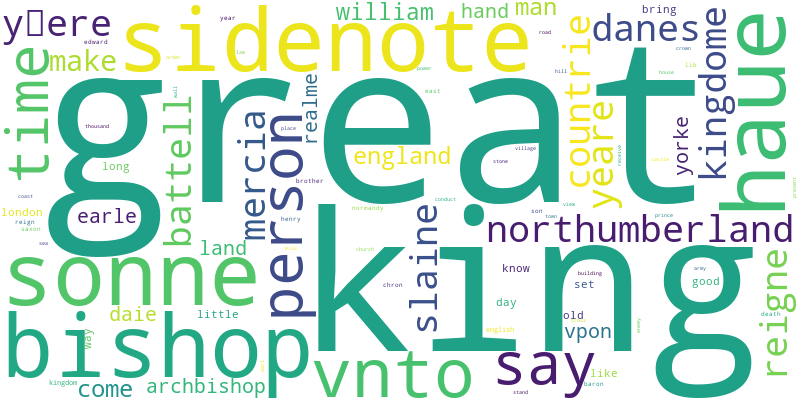 y▯ere
sidenote
william
hand
man
bring
year
edward
make
danes
road
crown
time
great
haue
thousand
battell
long
mercia
realme
person
place
england
countrie
yeare
yorke
kingdome
hill
house
lib
power
east
village
stone
receive
brother
coast
london
reign
saxon
sea
earle
henry
normandy
conduct
son
town
view
prince
present
northumberland
sonne
land
king
slaine
know
day
building
set
army
good
reigne
church
chron
english
enemy
death
bishop
daie
little
way
old
vpon
kingdom
come
archbishop
vnto
say
like
baron
stand